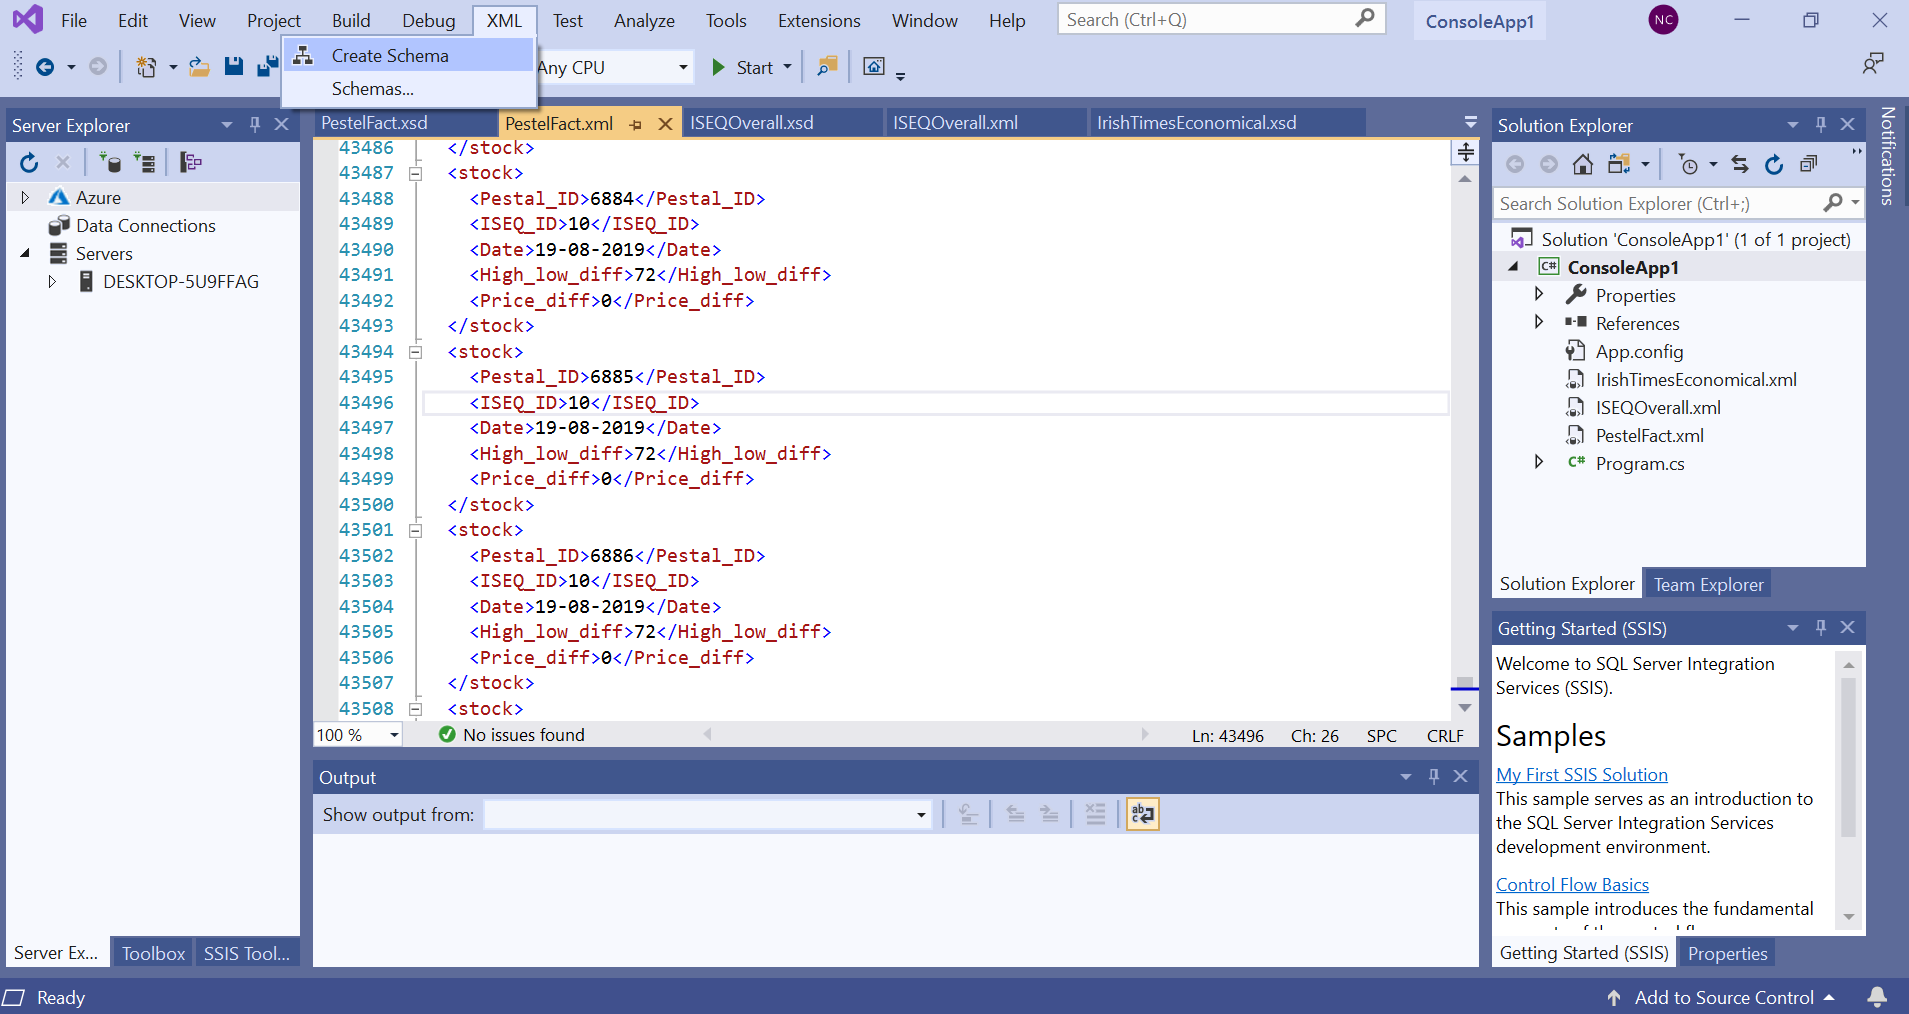 File Edit View Project Build Debug XML Test Analyze Tools Extensions Window Help Search (Ctrl+Q) ConsoleApp1 NC
Create Schema
Schemas...
Any CPU Start
Server Explorer
Azure
Data Connections
Servers
DESKTOP-5U9FFAG
Server Ex... Toolbox SSIS Tool...
PestelFact.xsd PestelFact.xml ISEQOverall.xsd ISEQOverall.xml IrishTimesEconomical.xsd
43486 </stock>
43487 <stock>
43488 <Pestal_ID>6884</Pestal_ID>
43489 <ISEQ_ID>10</ISEQ_ID>
43490 <Date>19-08-2019</Date>
43491 <High_low_diff>72</High_low_diff>
43492 <Price_diff>0</Price_diff>
43493 </stock>
43494 <stock>
43495 <Pestal_ID>6885</Pestal_ID>
43496 <ISEQ_ID>10</ISEQ_ID>
43497 <Date>19-08-2019</Date>
43498 <High_low_diff>72</High_low_diff>
43499 <Price_diff>0</Price_diff>
43500 </stock>
43501 <stock>
43502 <Pestal_ID>6886</Pestal_ID>
43503 <ISEQ_ID>10</ISEQ_ID>
43504 <Date>19-08-2019</Date>
43505 <High_low_diff>72</High_low_diff>
43506 <Price_diff>0</Price_diff>
43507 </stock>
43508 <stock>
100 % No issues found Ln: 43496 Ch: 26 SPC CRLF
Output
Show output from:
Solution Explorer
Search Solution Explorer (Ctrl+;)
Solution 'ConsoleApp1' (1 of 1 project)
C# ConsoleApp1
Properties
References
App.config
IrishTimesEconomical.xml
ISEQOverall.xml
PestelFact.xml
C# Program.cs
Solution Explorer Team Explorer
Getting Started (SSIS)
Welcome to SQL Server Integration
Services (SSIS).
Samples
My First SSIS Solution
This sample serves as an introduction to
the SQL Server Integration Services
development environment.
Control Flow Basics
This sample introduces the fundamental
Getting Started (SSIS) Properties
Notifications
Ready Add to Source Control